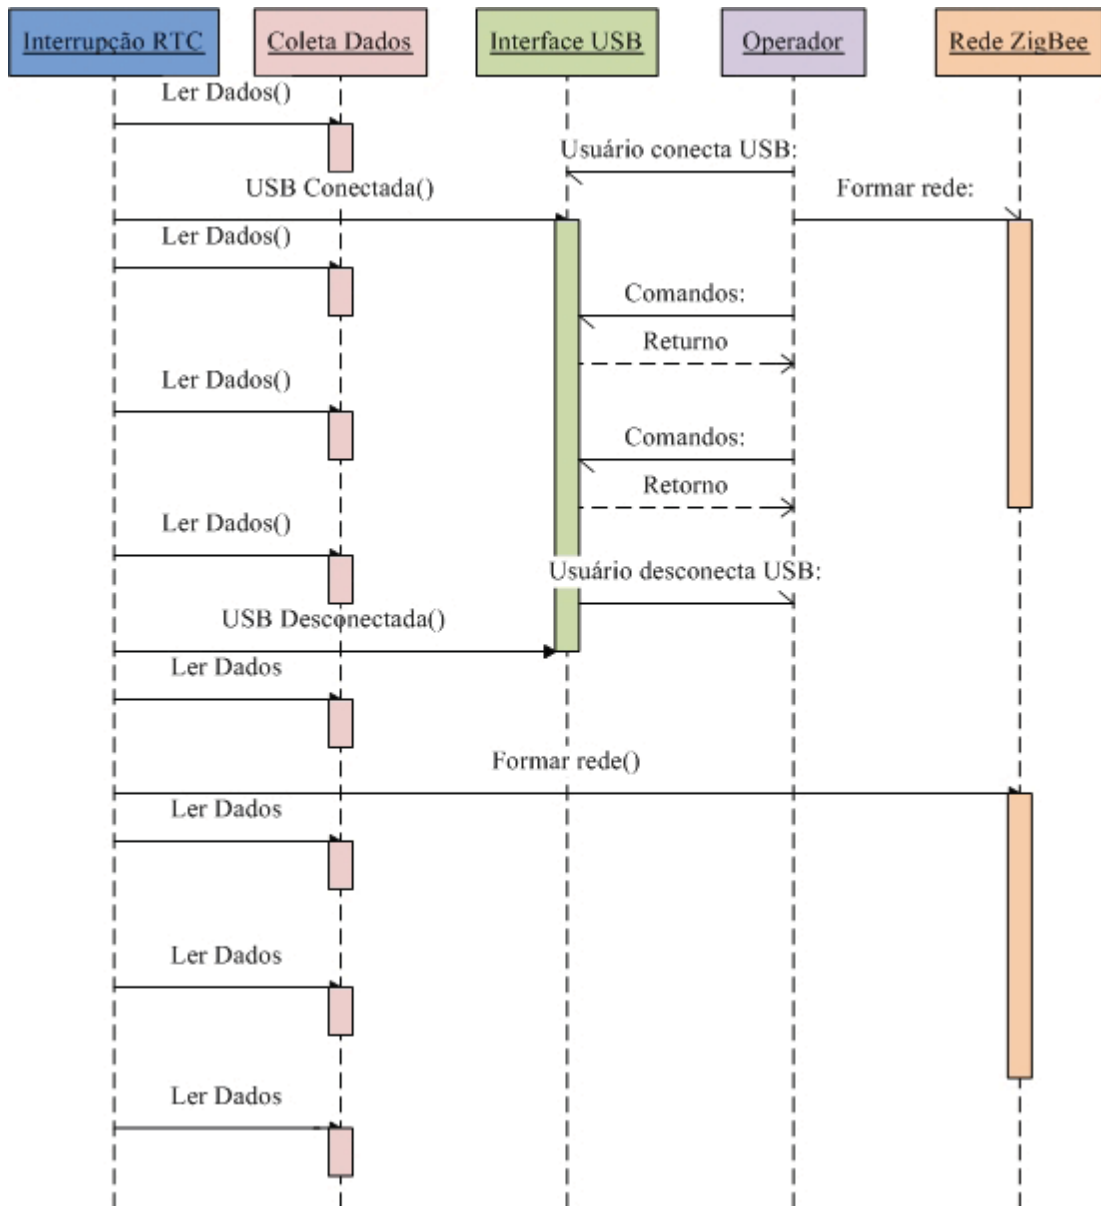 Interrupção RTC
Coleta Dados
Interface USB
Operador
Rede ZigBee
Ler Dados()
Usuário conecta USB:
USB Conectada()
Formar rede:
Ler Dados()
Comandos:
Returno
Ler Dados()
Comandos:
Retorno
Ler Dados()
Usuário desconecta USB:
USB Desconectada()
Ler Dados
Formar rede()
Ler Dados
Ler Dados
Ler Dados